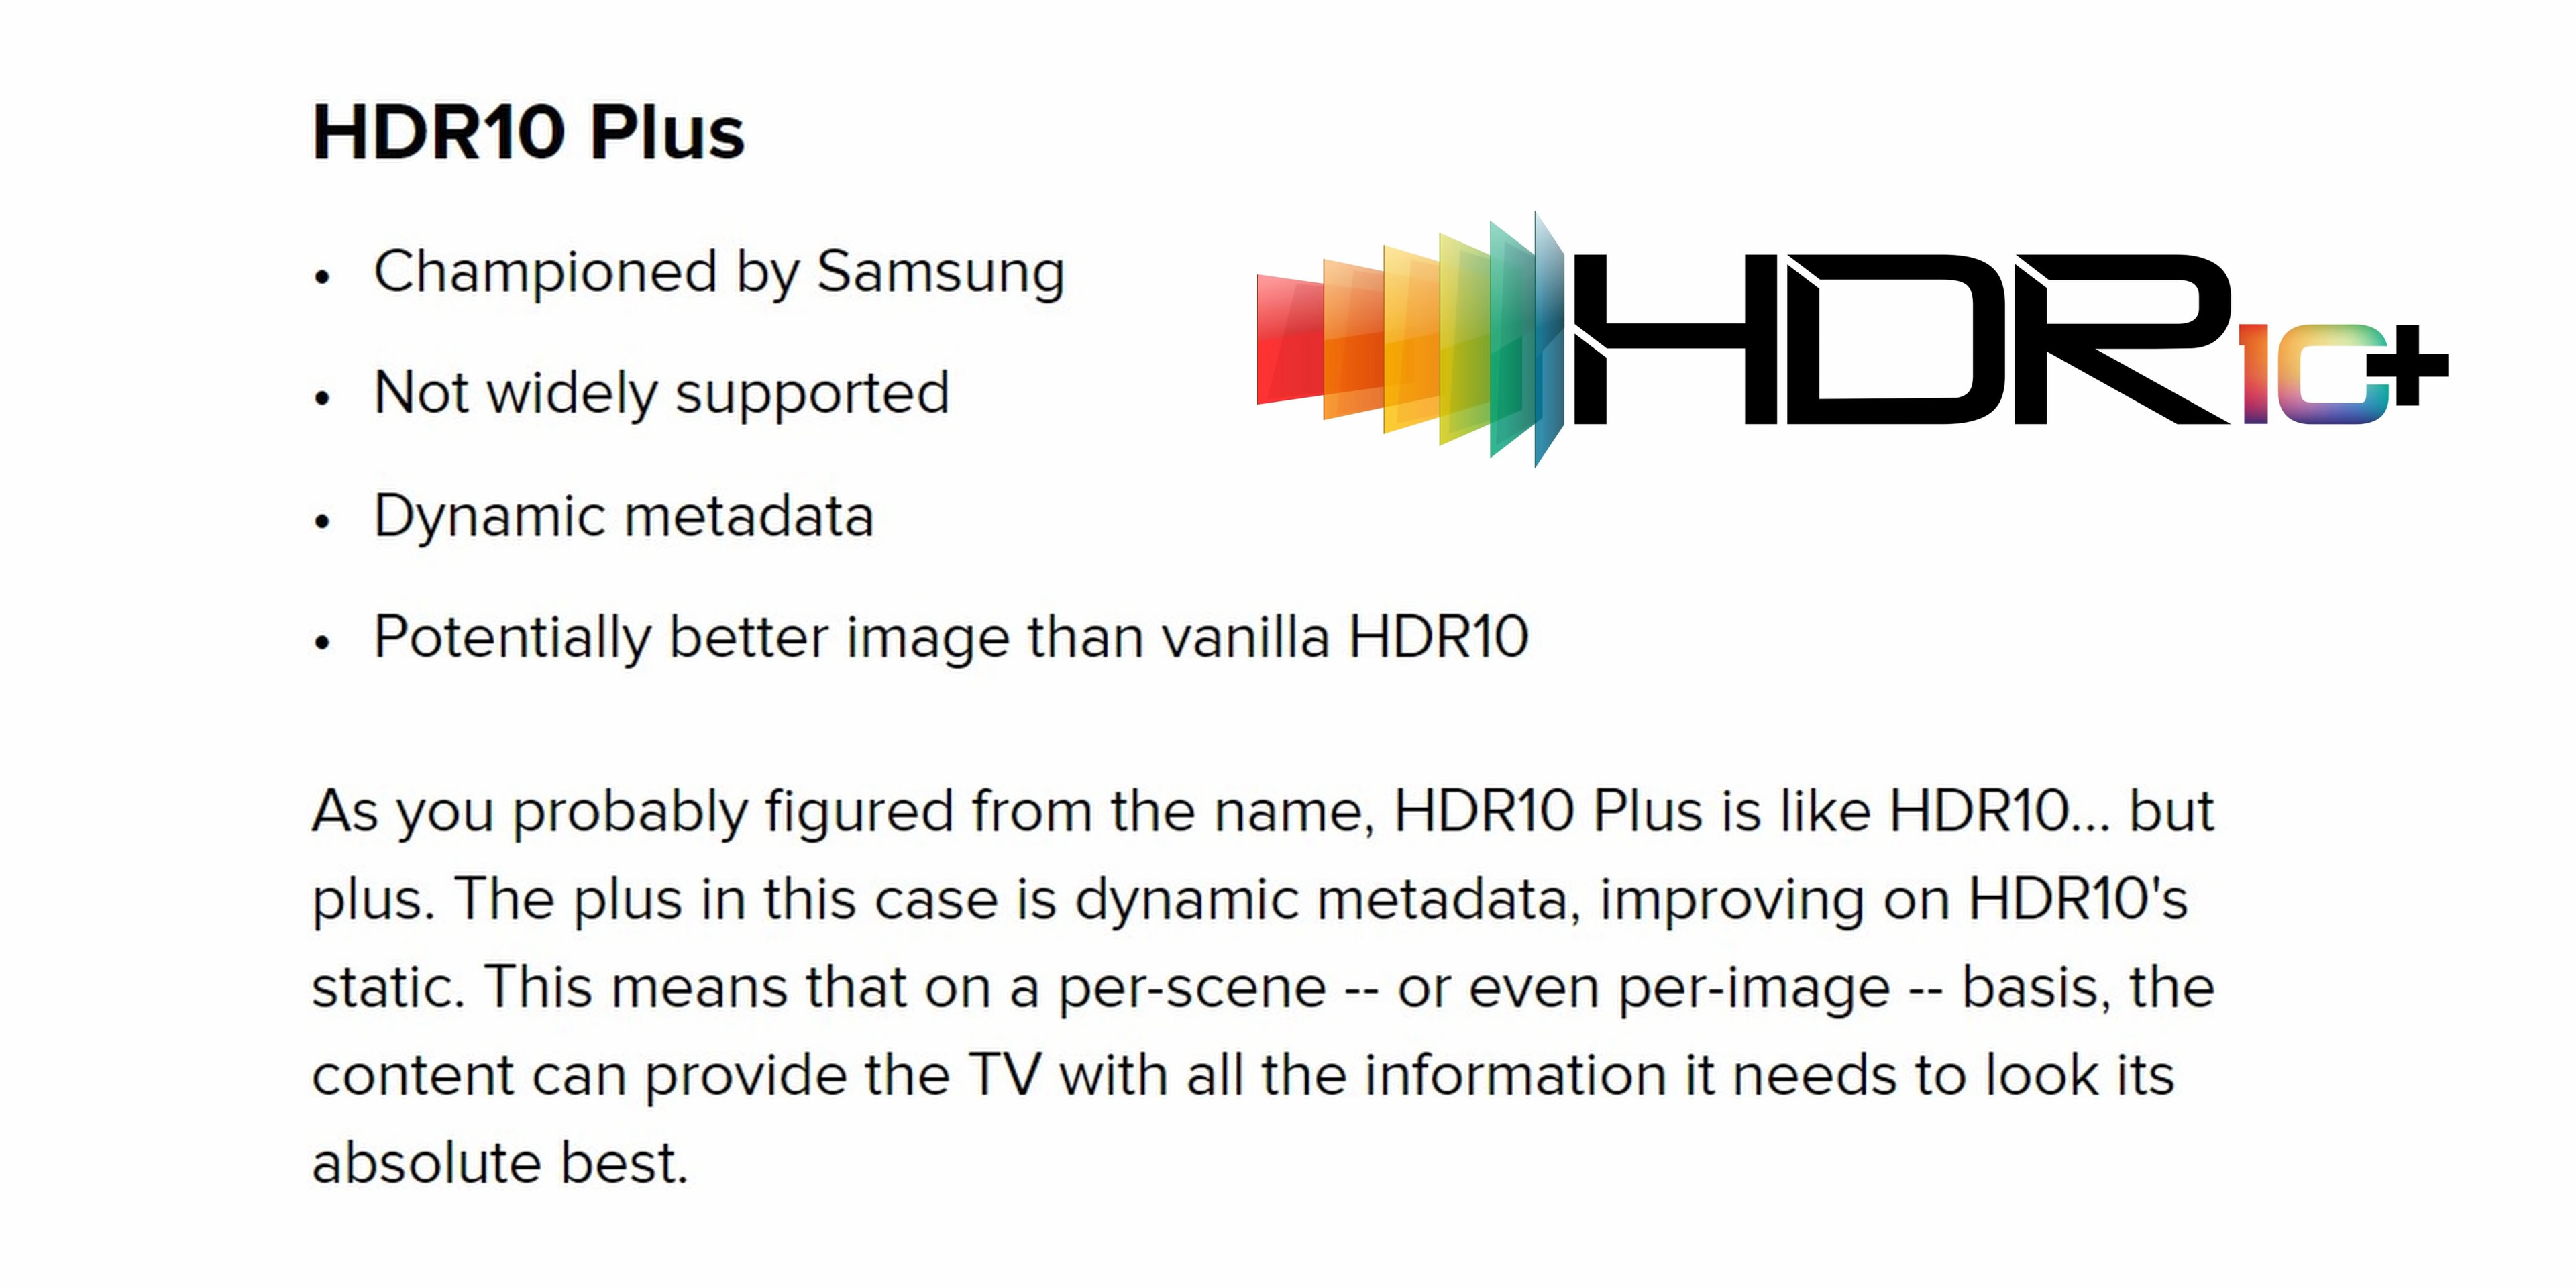 HDR10 Plus
• Championed by Samsung
HDR10+
• Not widely supported
• Dynamic metadata
• Potentially better image than vanilla HDR10
As you probably figured from the name, HDR10 Plus is like HDR10... but
plus. The plus in this case is dynamic metadata, improving on HDR10's
static. This means that on a per-scene -- or even per-image -- basis, the
content can provide the TV with all the information it needs to look its
absolute best.